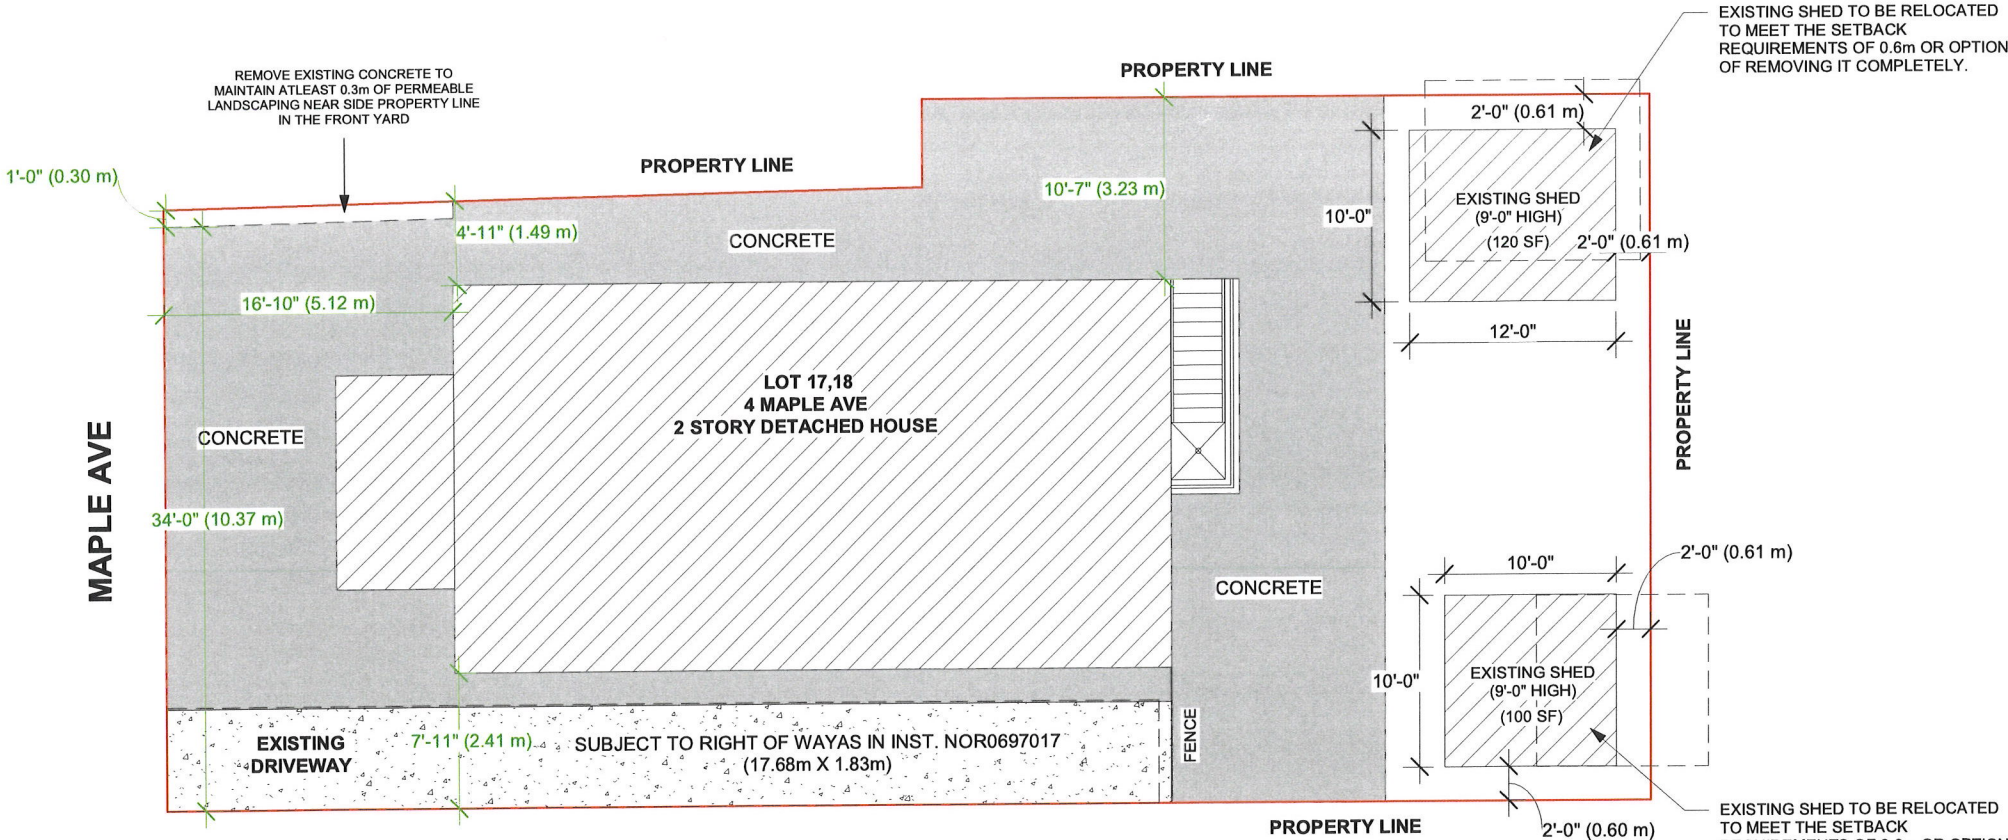 EXISTING SHED TO BE RELOCATED
TO MEET THE SETBACK
REQUIREMENTS OF 0.6m OR OPTION
OF REMOVING IT COMPLETELY.
PROPERTY LINE
REMOVE EXISTING CONCRETE TO
MAINTAIN ATLEAST 0.3m OF PERMEABLE
LANDSCAPING NEAR SIDE PROPERTY LINE
IN THE FRONT YARD
2'-0" (0.61 m)
PROPERTY LINE
1'-0" (0.30 m)
10'-7" (3.23 m)
10'-0"
EXISTING SHED
(9'-0" HIGH)
(120 SF)
2'-0" (0.61 m)
4'-11" (1.49 m)
CONCRETE
16'-10" (5.12 m)
12'-0"
PROPERTY LINE
LOT 17,18
4 MAPLE AVE
2 STORY DETACHED HOUSE
CONCRETE
MAPLE AVE
34'-0" (10.37 m)
2'-0" (0.61 m)
10'-0"
CONCRETE
10'-0"
EXISTING SHED
(9'-0" HIGH)
(100 SF)
EXISTING
DRIVEWAY
7'-11" (2.41 m)
SUBJECT TO RIGHT OF WAYAS IN INST. NOR0697017
(17.68m X 1.83m)
FENCE
EXISTING SHED TO BE RELOCATED
TO MEET THE SETBACK
PROPERTY LINE
2'-0" (0.60 m)